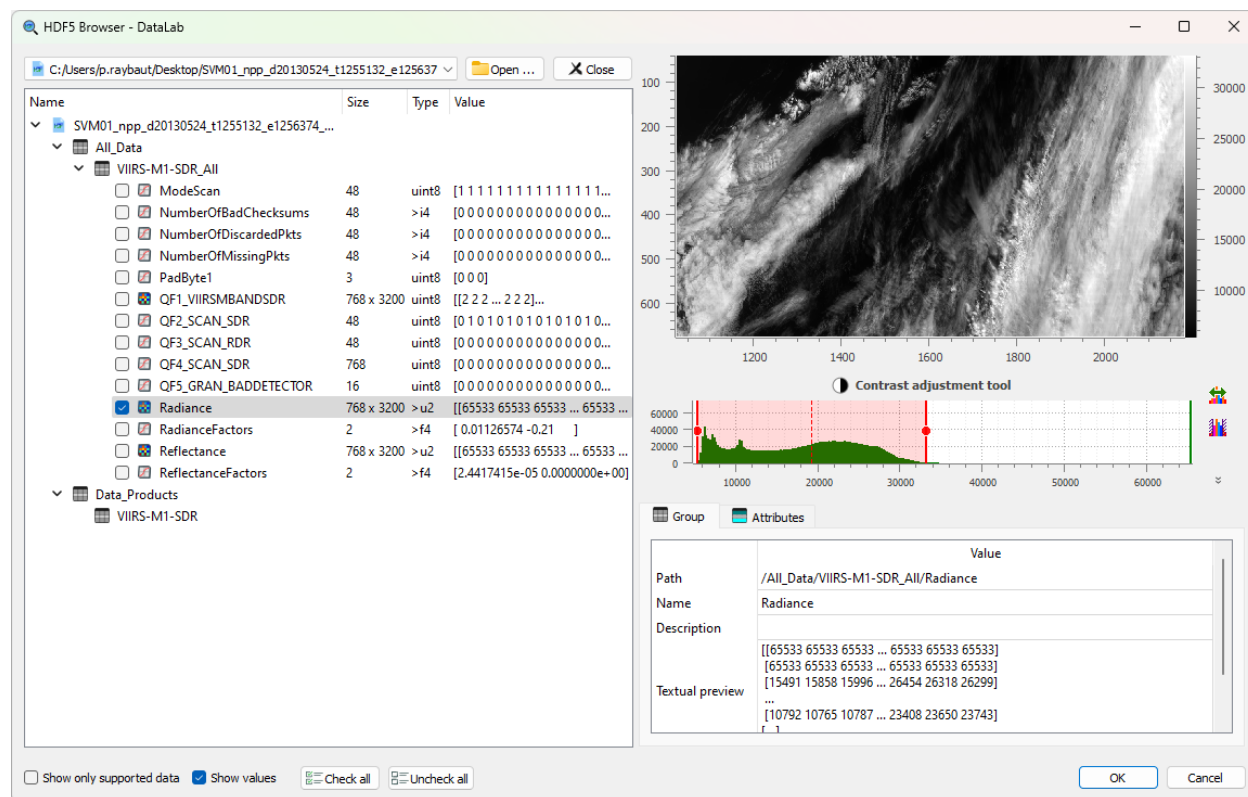 HDF5 Browser - DataLab
C:/Users/p.raybaut/Desktop/SVM01_npp_d20130524_t1255132_e125637 Open ... Close
Name Size Type Value
SVM01_npp_d20130524_t1255132_e1256374_...
All_Data
VIIRS-M1-SDR_All
ModeScan 48 uint8 [1 1 1 1 1 1 1 1 1 1 1 1 1 1 1...
NumberOfBadChecksums 48 >i4 [0 0 0 0 0 0 0 0 0 0 0 0 0 0 0...
NumberOfDiscardedPkts 48 >i4 [0 0 0 0 0 0 0 0 0 0 0 0 0 0 0...
NumberOfMissingPkts 48 >i4 [0 0 0 0 0 0 0 0 0 0 0 0 0 0 0...
PadByte1 3 uint8 [0 0 0]
QF1_VIIRSMBANDSDR 768 x 3200 uint8 [[2 2 2 ... 2 2 2]...
QF2_SCAN_SDR 48 uint8 [0 1 0 1 0 1 0 1 0 1 0 1 0 1 0...
QF3_SCAN_RDR 48 uint8 [0 0 0 0 0 0 0 0 0 0 0 0 0 0 0...
QF4_SCAN_SDR 768 uint8 [0 0 0 0 0 0 0 0 0 0 0 0 0 0 0...
QF5_GRAN_BADDETECTOR 16 uint8 [0 0 0 0 0 0 0 0 0 0 0 0 0 0 0...
Radiance 768 x 3200 >u2 [[65533 65533 65533 ... 65533 ...
RadianceFactors 2 >f4 [ 0.01126574 -0.21 ]
Reflectance 768 x 3200 >u2 [[65533 65533 65533 ... 65533 ...
ReflectanceFactors 2 >f4 [2.4417415e-05 0.0000000e+00]
Data_Products
VIIRS-M1-SDR
100
200
300
400
500
600
1200 1400 1600 1800 2000
30000
25000
20000
15000
10000
Contrast adjustment tool
60000
40000
20000
0
10000 20000 30000 40000 50000 60000
Group Attributes
Value
Path /All_Data/VIIRS-M1-SDR_All/Radiance
Name Radiance
Description
Textual preview
[[65533 65533 65533 ... 65533 65533 65533]
[65533 65533 65533 ... 65533 65533 65533]
[15491 15858 15996 ... 26454 26318 26299]
...
[10792 10765 10787 ... 23408 23650 23743]
Show only supported data Show values Check all Uncheck all OK Cancel